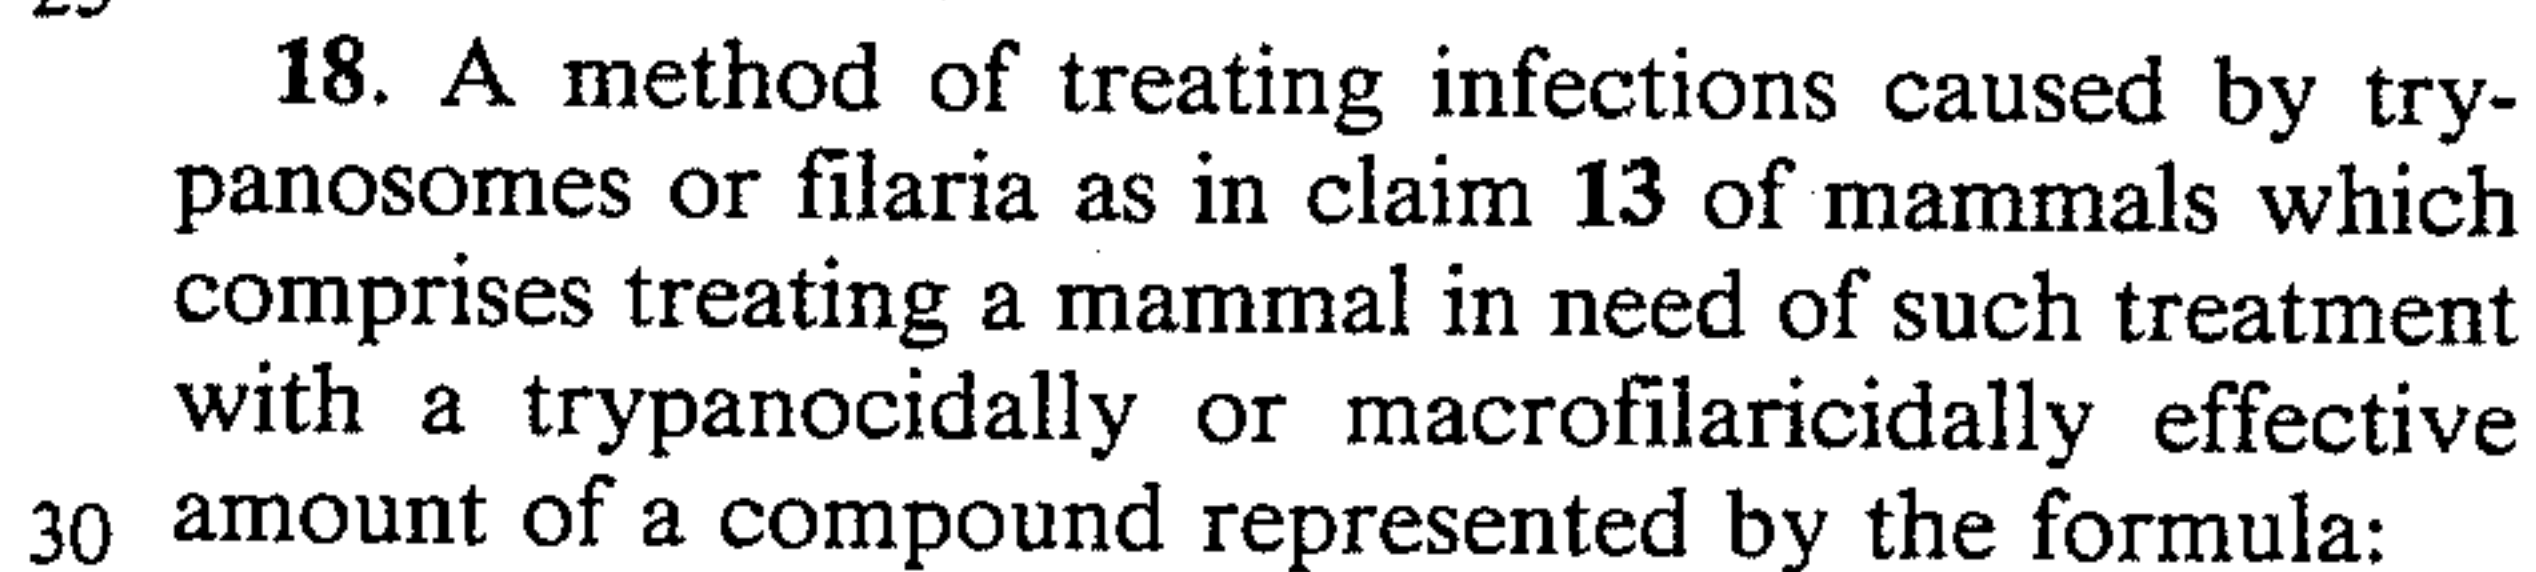 18. A method of treating infections caused by try-
panosomes or filaria as in claim 13 of mammals which
comprises treating a mammal in need of such treatment
with a trypanocidally or macrofilaricidally effective
30 amount of a compound represented by the formula: